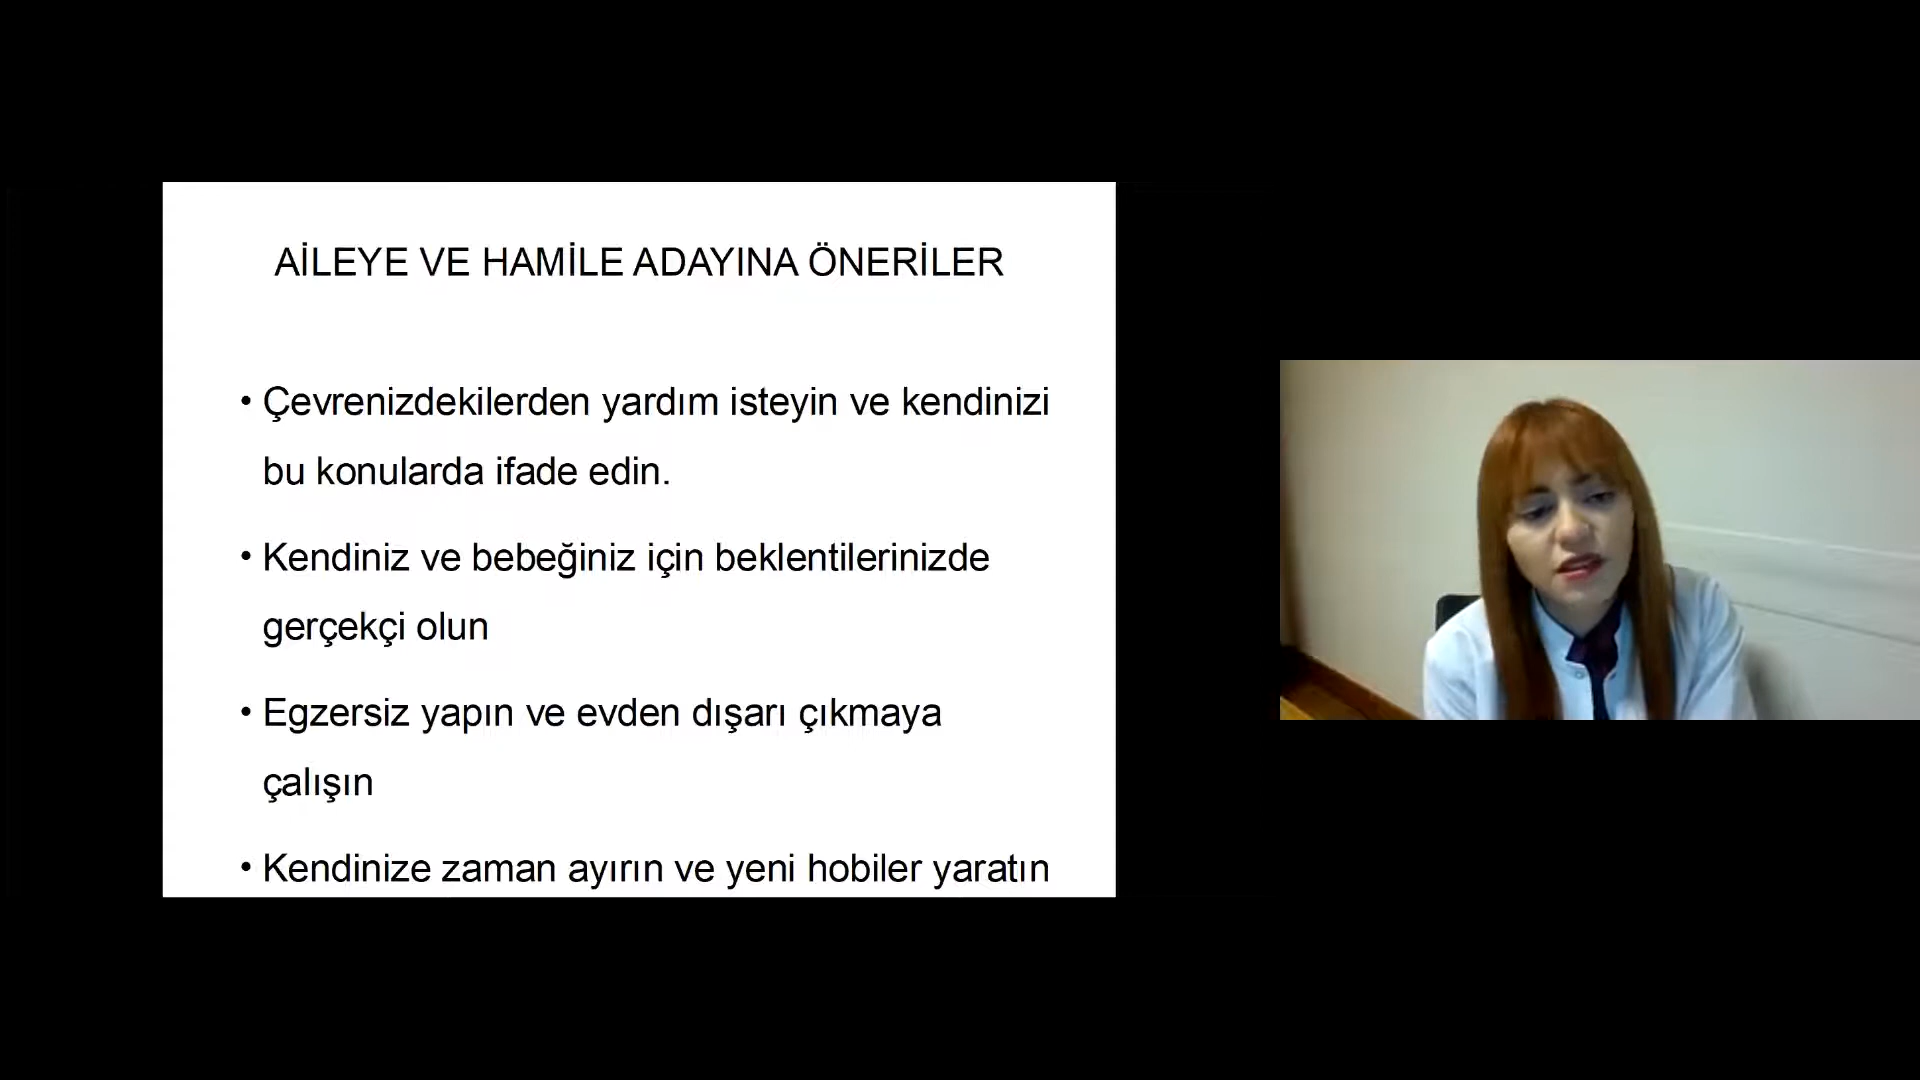 AİLEYE VE HAMİLE ADAYINA ÖNERİLER
• Çevrenizdekilerden yardım isteyin ve kendinizi
bu konularda ifade edin.
• Kendiniz ve bebeğiniz için beklentilerinizde
gerçekçi olun
• Egzersiz yapın ve evden dışarı çıkmaya
çalışın
• Kendinize zaman ayırın ve yeni hobiler yaratın